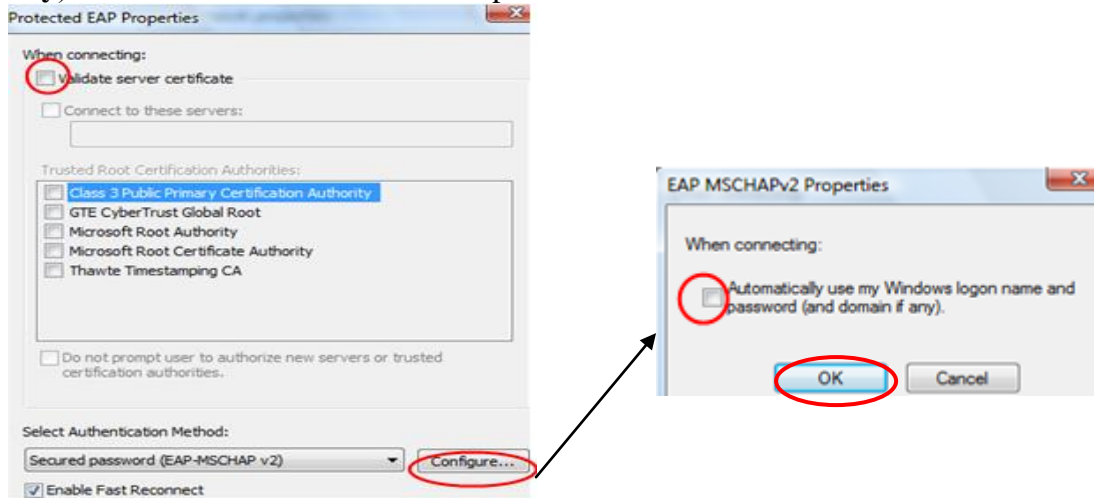 Protected EAP Properties
When connecting:
Validate server certificate
Connect to these servers:
Trusted Root Certification Authorities:
Class 3 Public Primary Certification Authority
GTE CyberTrust Global Root
Microsoft Root Authority
Microsoft Root Certificate Authority
Thawte Timestamping CA
Do not prompt user to authorize new servers or trusted
certification authorities.
Select Authentication Method:
Secured password (EAP-MSCHAP v2)
Configure...
Enable Fast Reconnect
EAP MSCHAPv2 Properties
When connecting:
Automatically use my Windows logon name and
password (and domain if any).
OK
Cancel